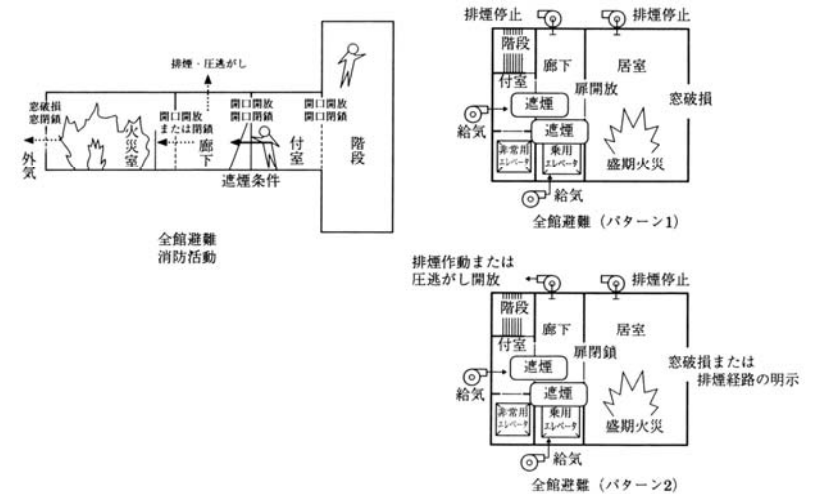 排煙・圧逃がし
窓破損
窓閉鎖
開口開放
または閉鎖
開口開放
開口閉鎖
開口開放
開口閉鎖
火災室
廊下
付室
階段
外気
遮煙条件
全館避難
消防活動
排煙停止
排煙停止
階段
廊下
居室
付室
扉開放
窓破損
遮煙
給気
遮煙
非常用
エレベータ
乗用
エレベータ
盛期火災
給気
全館避難（パターン1）
排煙作動または
圧逃がし開放
排煙停止
階段
廊下
居室
付室
扉閉鎖
窓破損または
排煙経路の明示
遮煙
給気
遮煙
非常用
エレベータ
乗用
エレベータ
盛期火災
給気
全館避難（パターン2）